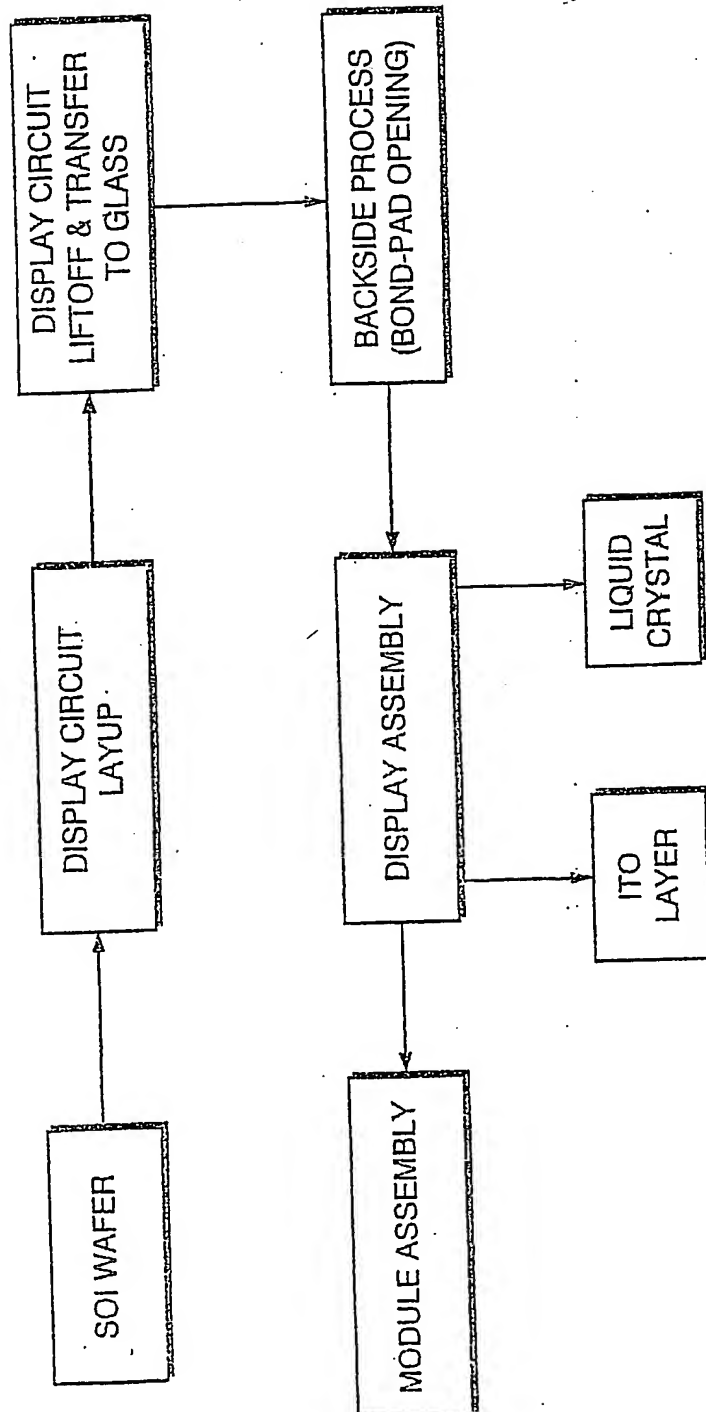 SOI WAFER
DISPLAY CIRCUIT
LAYUP
DISPLAY CIRCUIT
LIFTOFF & TRANSFER
TO GLASS
BACKSIDE PROCESS
(BOND-PAD OPENING)
DISPLAY ASSEMBLY
LIQUID
CRYSTAL
ITO
LAYER
MODULE ASSEMBLY